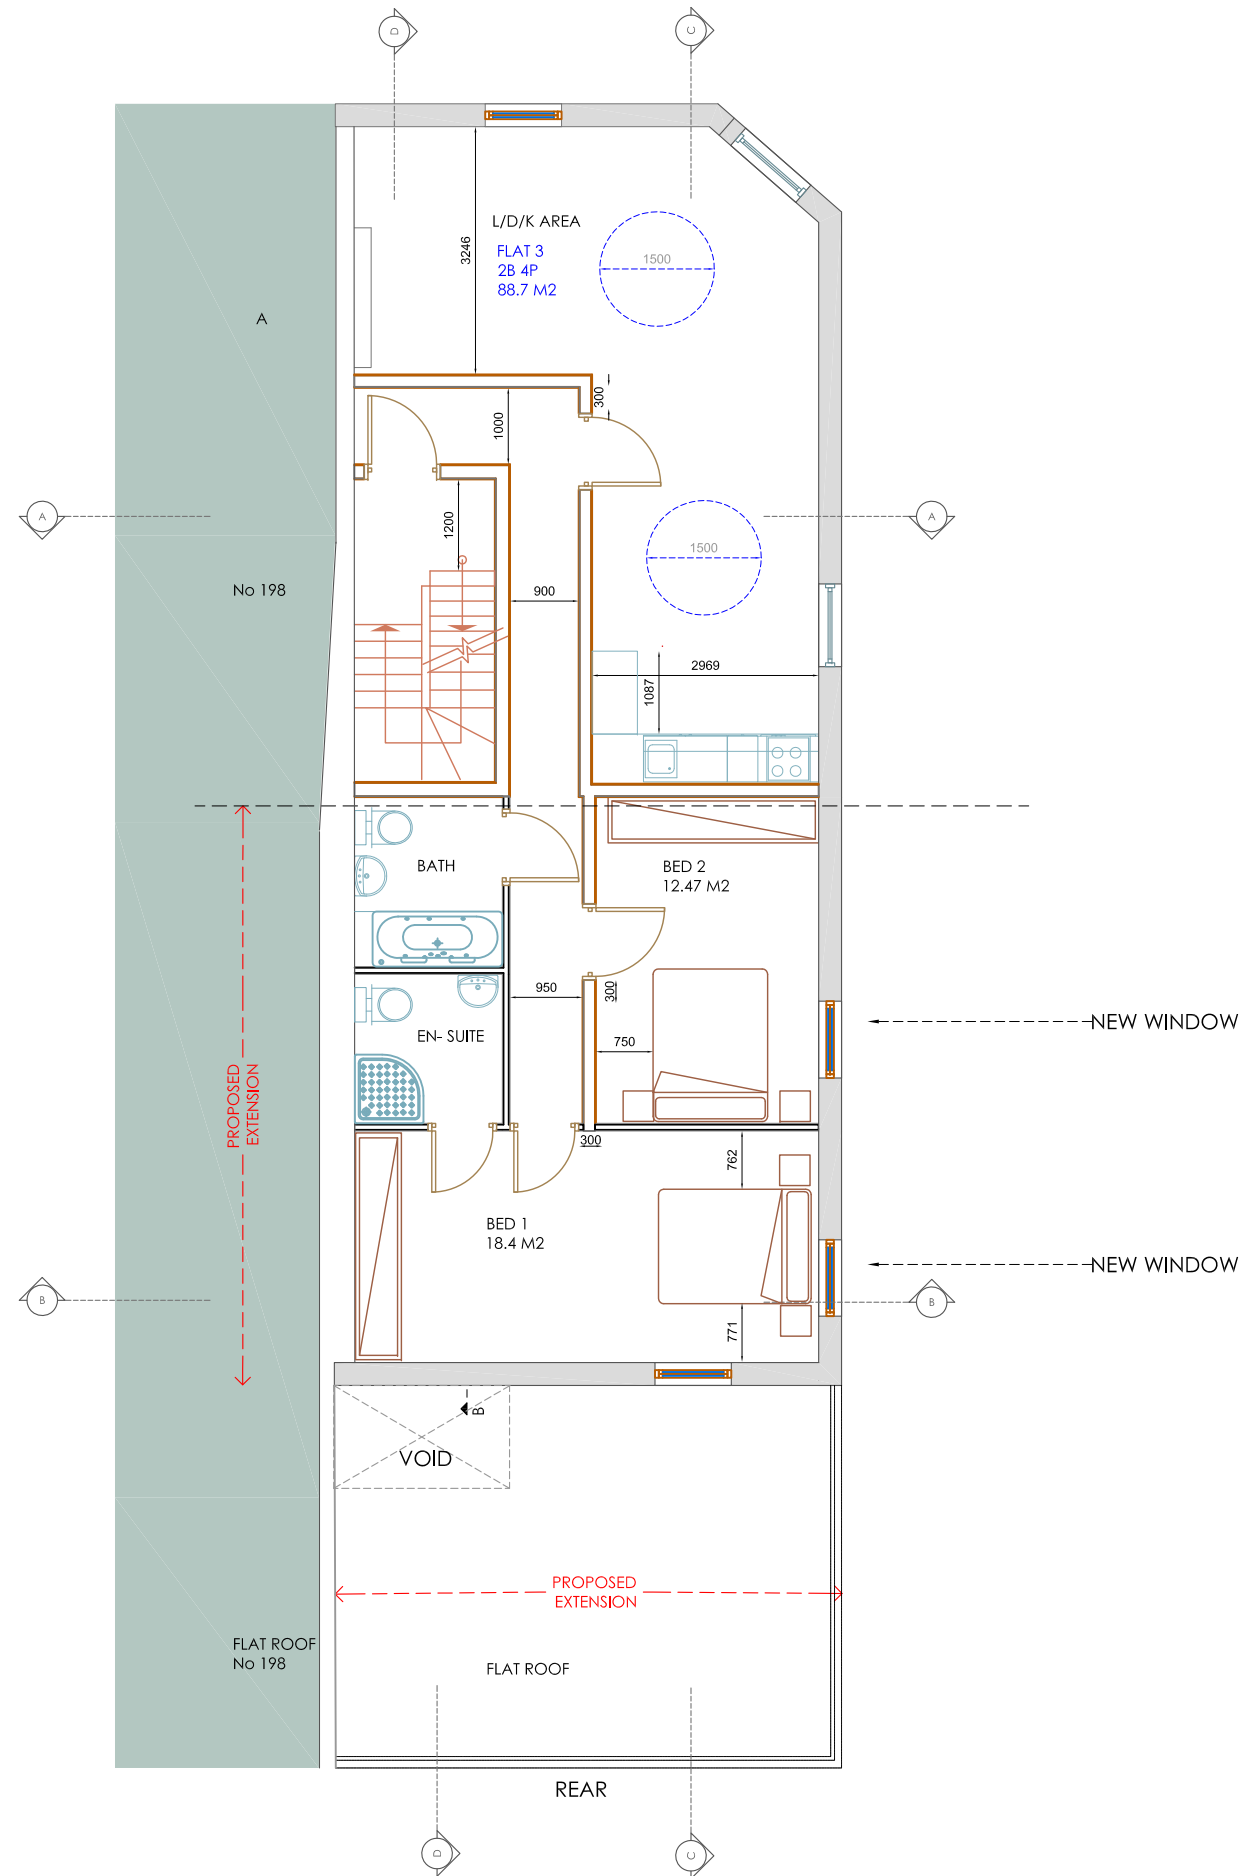 D
C
L/D/K AREA
FLAT 3
2B 4P
88.7 M2
3246
1500
A
300
1000
A
1200
1500
A
No 198
900
2969
1087
BATH
BED 2
12.47 M2
PROPOSED
EXTENSION
950
300
EN- SUITE
750
NEW WINDOW
300
762
BED 1
18.4 M2
NEW WINDOW
B
B
771
B
VOID
PROPOSED
EXTENSION
FLAT ROOF
No 198
FLAT ROOF
REAR
D
C